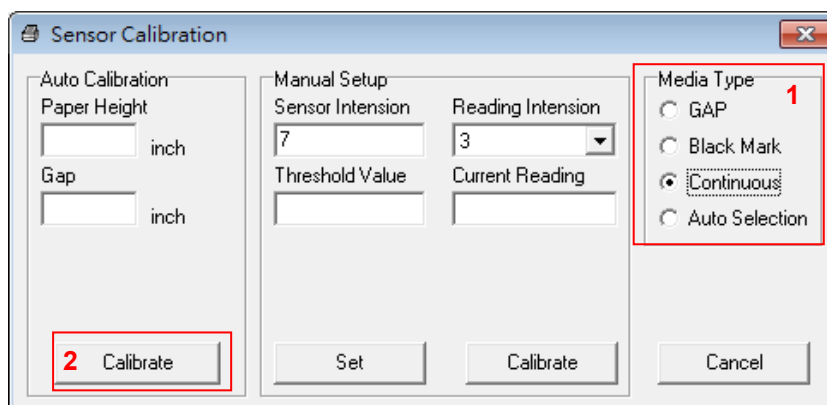 Sensor Calibration
Auto Calibration
Paper Height
inch
Gap
inch
2 Calibrate
Manual Setup
Sensor Intension Reading Intension
7 3
Threshold Value Current Reading
Set Calibrate
Media Type
1
GAP
Black Mark
Continuous
Auto Selection
Cancel